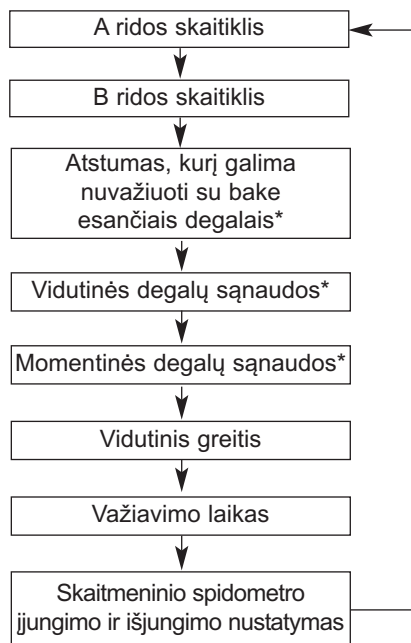 A ridos skaitiklis
B ridos skaitiklis
Atstumas, kurį galima
nuvažiuoti su bake
esančiais degalais*
Vidutinės degalų sąnaudos*
Momentinės degalų sąnaudos*
Vidutinis greitis
Važiavimo laikas
Skaitmeninio spidometro
įjungimo ir išjungimo nustatymas